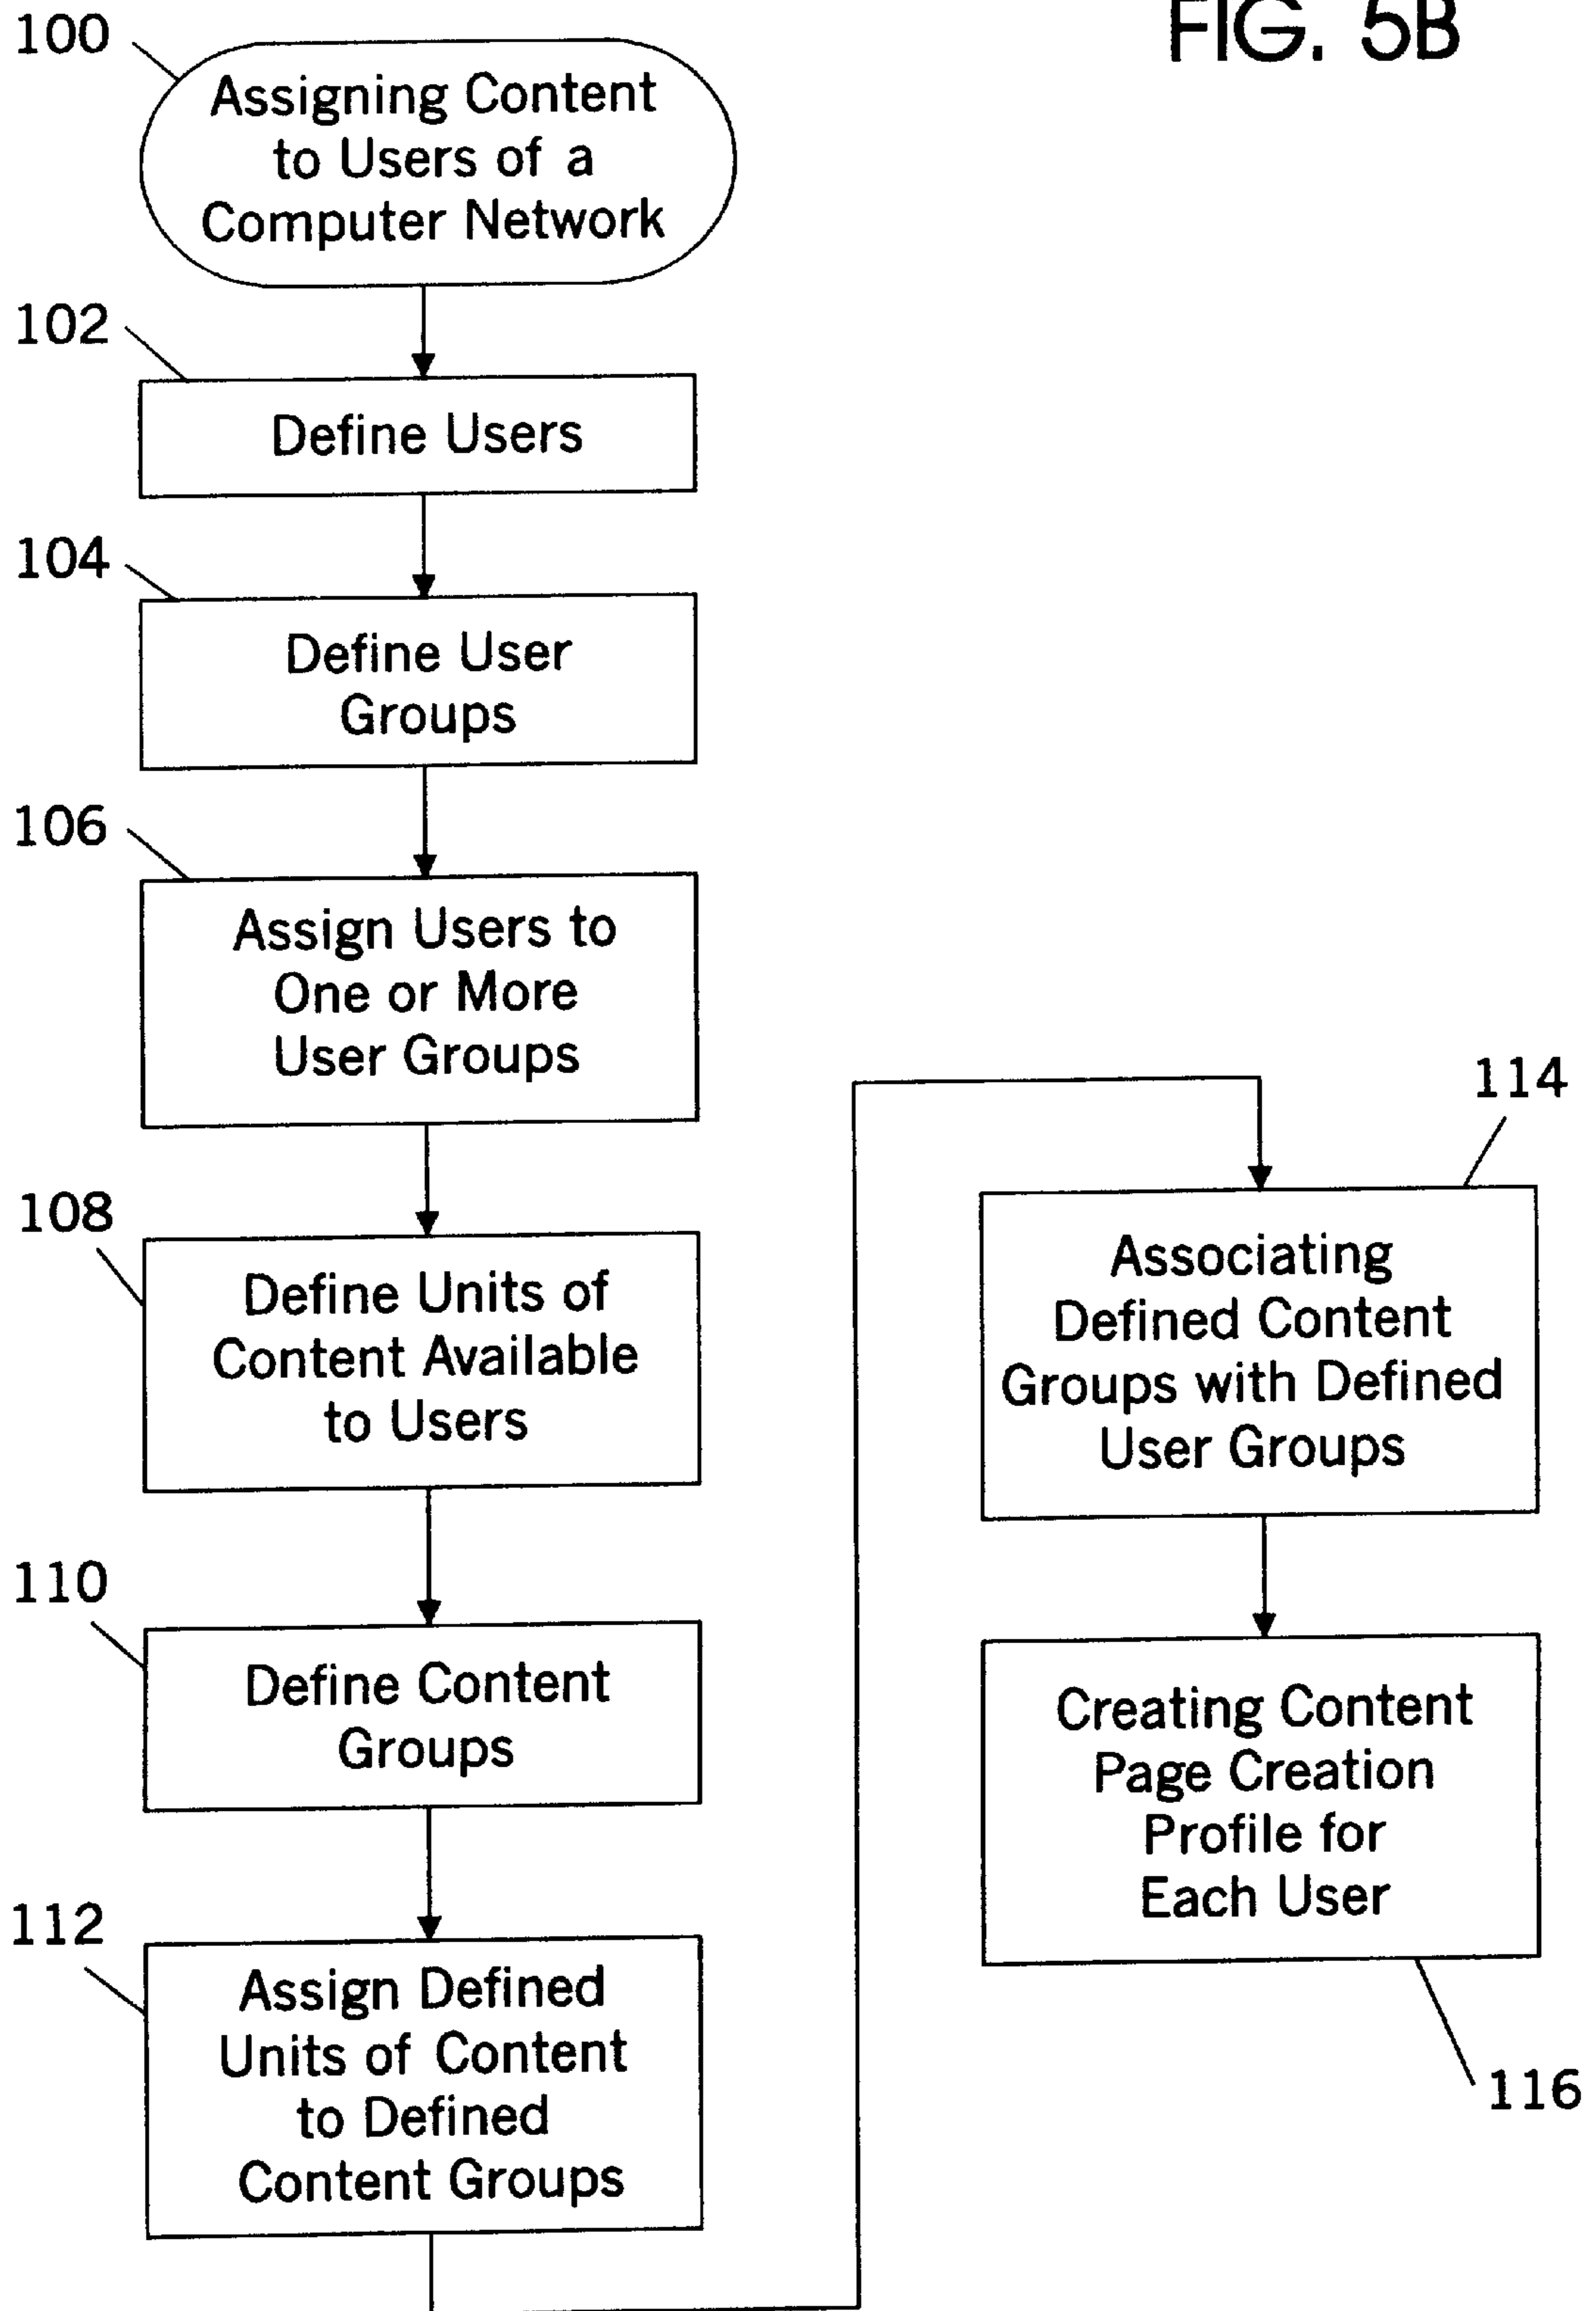 FIG. 5B
100
Assigning Content
to Users of a
Computer Network
102
Define Users
104
Define User
Groups
106
Assign Users to
One or More
User Groups
108
Define Units of
Content Available
to Users
110
Define Content
Groups
112
Assign Defined
Units of Content
to Defined
Content Groups
114
Associating
Defined Content
Groups with Defined
User Groups
Creating Content
Page Creation
Profile for
Each User
116